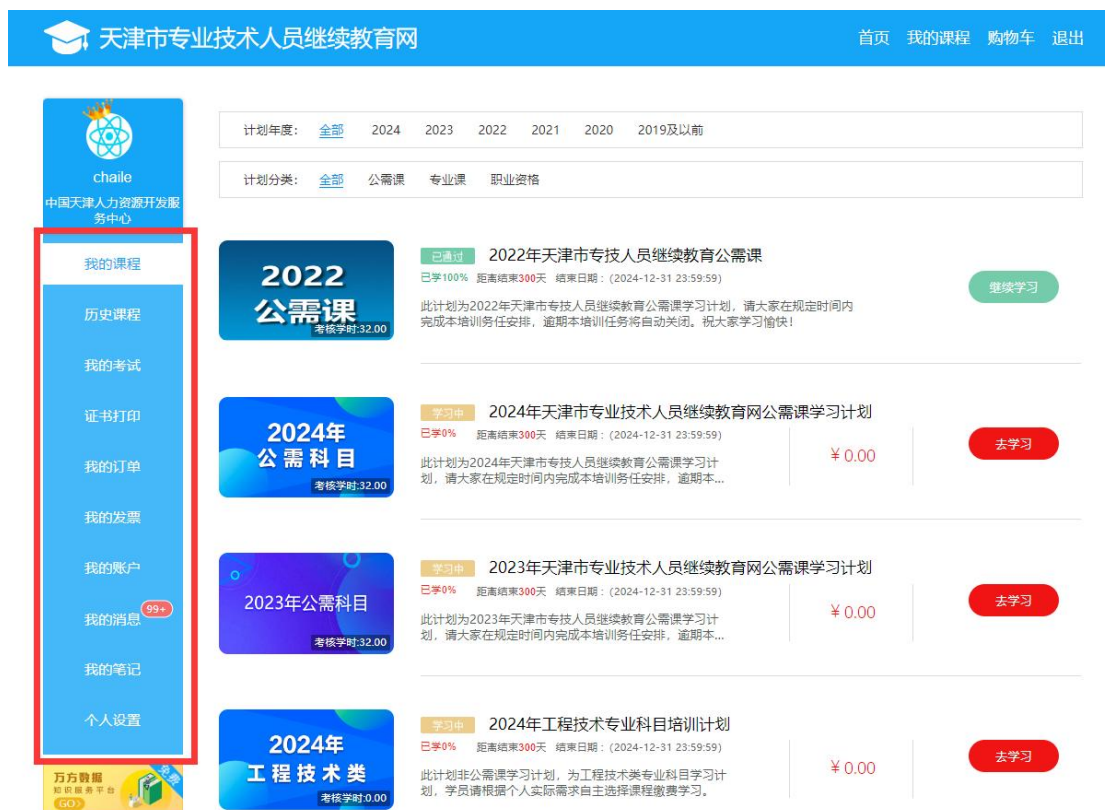 天津市专业技术人员继续教育网
首页 我的课程 购物车 退出
chaile
中国天津人力资源开发服
务中心
我的课程
历史课程
我的考试
证书打印
我的订单
我的发票
我的账户
我的消息 99+
我的笔记
个人设置
万方数据
知识服务平台
GO
免费
计划年度: 全部 2024 2023 2022 2021 2020 2019及以前
计划分类: 全部 公需课 专业课 职业资格
2022
公需课
考核学时:32.00
已通过 2022年天津市专技人员继续教育公需课
已学100% 距离结束300天 结束日期:(2024-12-31 23:59:59)
此计划为2022年天津市专技人员继续教育公需课学习计划,请大家在规定时间内
完成本培训务任安排,逾期本培训任务将自动关闭。祝大家学习愉快!
继续学习
2024年
公需科目
考核学时:32.00
学习中 2024年天津市专业技术人员继续教育网公需课学习计划
已学0% 距离结束300天 结束日期:(2024-12-31 23:59:59)
此计划为2024年天津市专技人员继续教育公需课学习计
划,请大家在规定时间内完成本培训务任安排,逾期本...
¥0.00
去学习
2023年公需科目
考核学时:32.00
学习中 2023年天津市专业技术人员继续教育网公需课学习计划
已学0% 距离结束300天 结束日期:(2024-12-31 23:59:59)
此计划为2023年天津市专技人员继续教育公需课学习计
划,请大家在规定时间内完成本培训务任安排,逾期本...
¥0.00
去学习
2024年
工程技术类
考核学时:0.00
学习中 2024年工程技术专业科目培训计划
已学0% 距离结束300天 结束日期:(2024-12-31 23:59:59)
此计划非公需课学习计划,为工程技术类专业科目学习计
划,学员请根据个人实际需求自主选择课程缴费学习。
¥0.00
去学习